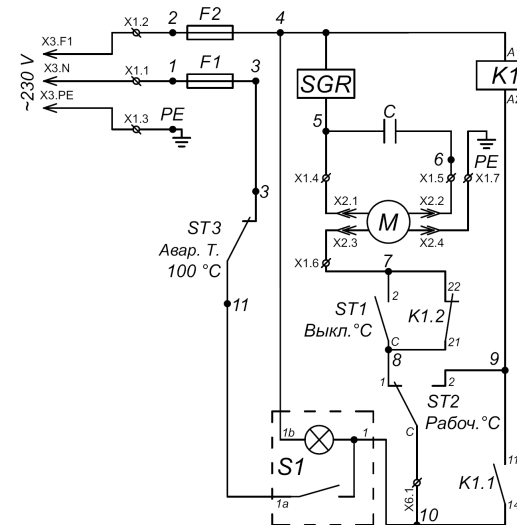 X1.2
2
F2
4
X3.F1
A1
SGR
K1
A2
~230 V
X3.N
X1.1
1
F1
3
X3.PE
X1.3
PE
5
C
6
PE
X1.4
X1.5
X1.7
X2.1
X2.2
M
X2.3
X2.4
3
ST3
Авар. Т.
100 °C
X1.6
7
2
22
ST1
Выкл.°C
K1.2
C
21
11
8
9
1
2
ST2
Рабоч.°C
1b
1
C
S1
11
1a
X6.1
K1.1
14
10